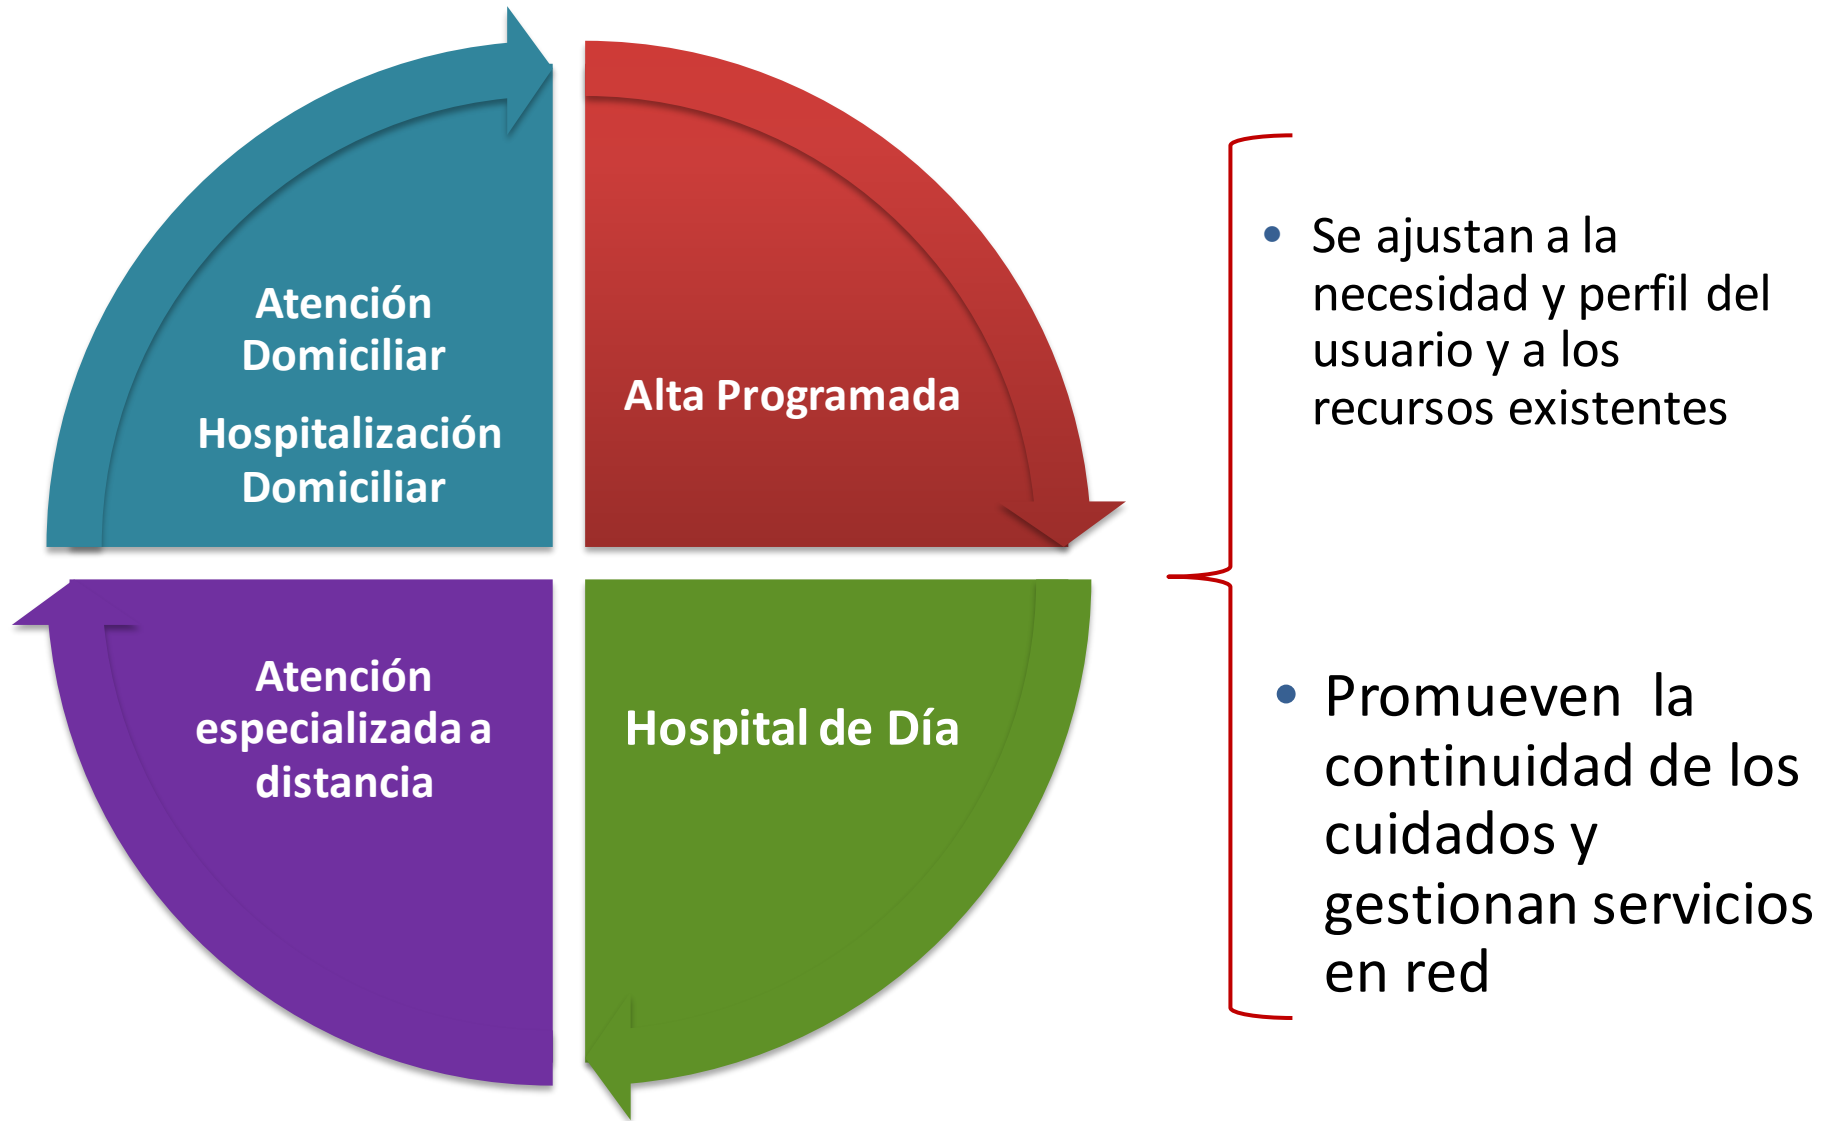 Atención
Domiciliar
Hospitalización
Domiciliar
Alta Programada
Atención
especializada a
distancia
Hospital de Día
• Se ajustan a la
necesidad y perfil del
usuario y a los
recursos existentes
• Promueven la
continuidad de los
cuidados y
gestionan servicios
en red